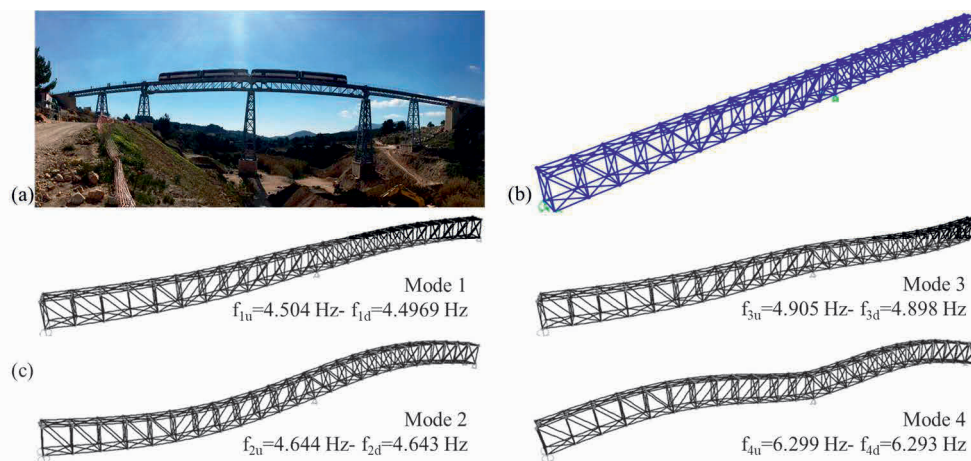 (a)
(b)
Mode 1
f1u=4.504 Hz- f1d=4.4969 Hz
Mode 3
f3u=4.905 Hz- f3d=4.898 Hz
(c)
Mode 2
f2u=4.644 Hz- f2d=4.643 Hz
Mode 4
f4u=6.299 Hz- f4d=6.293 Hz